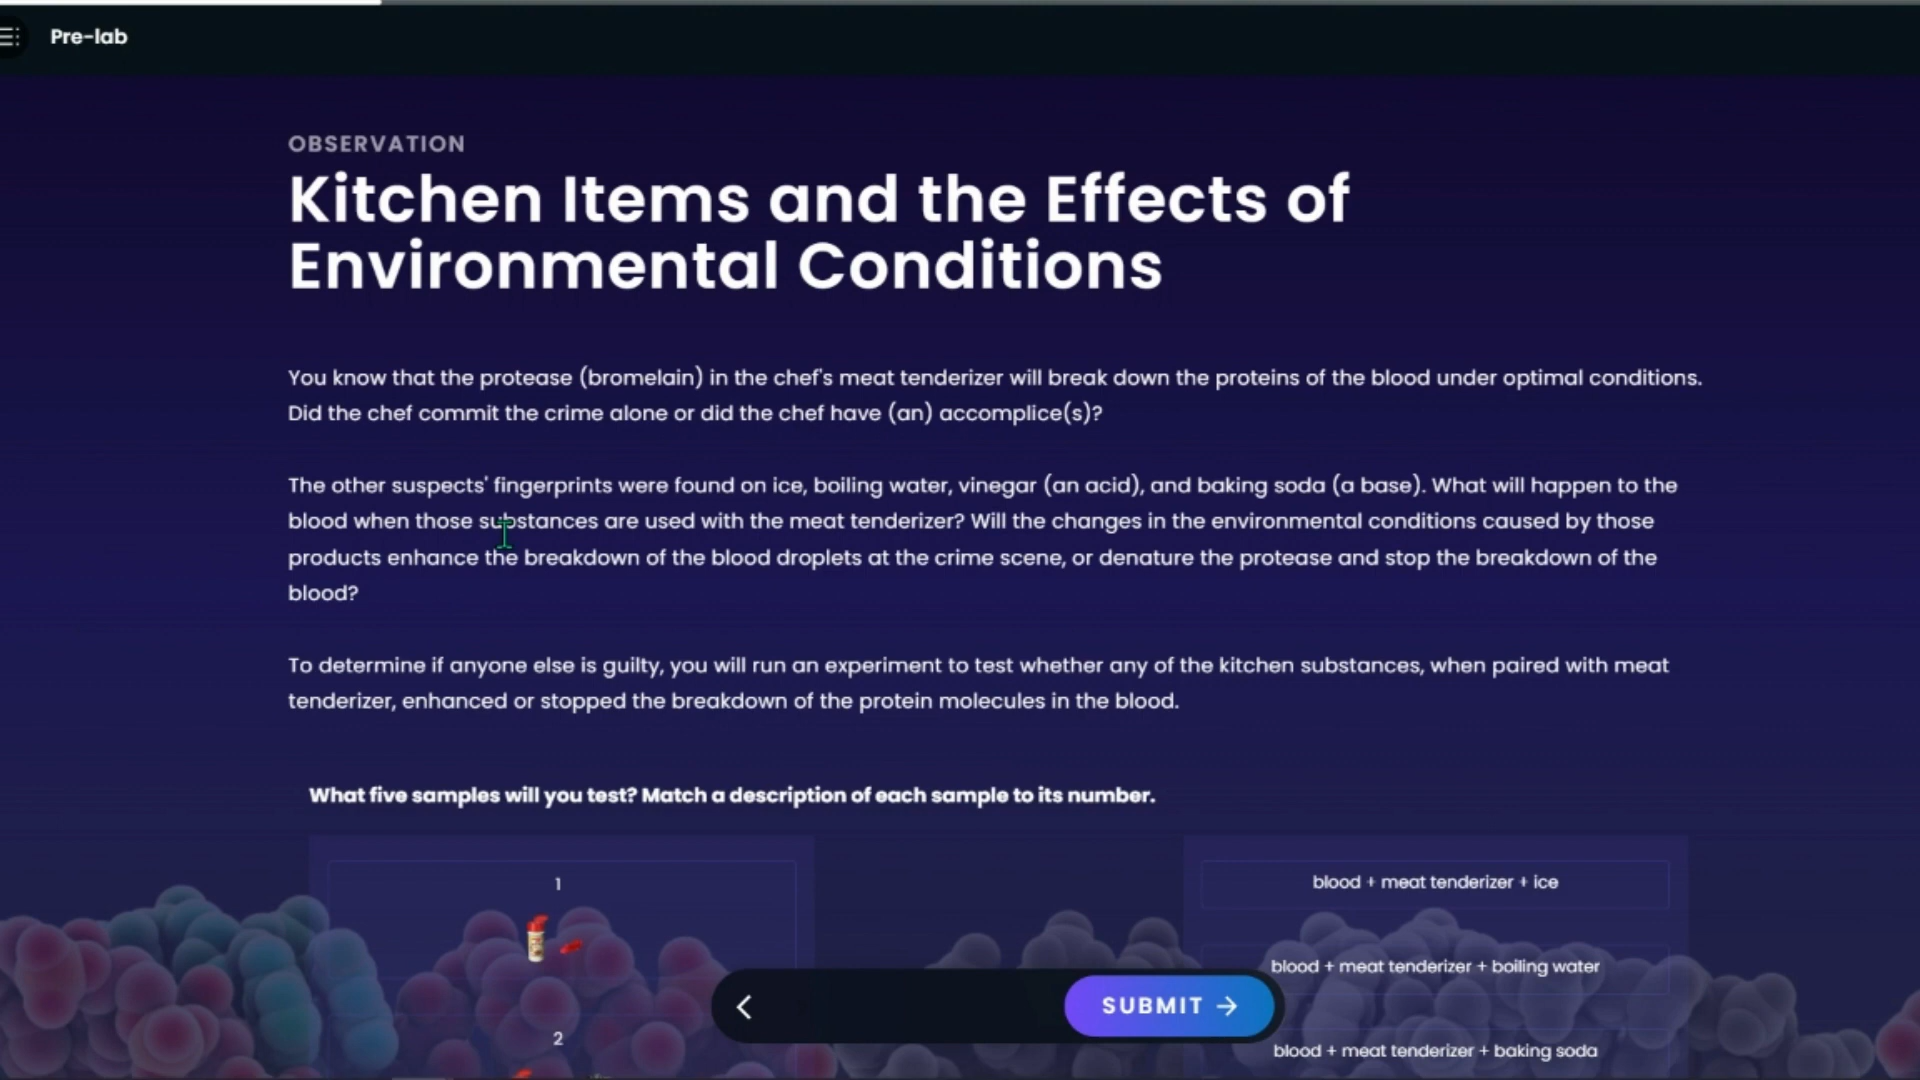 Pre-lab
OBSERVATION
Kitchen Items and the Effects of
Environmental Conditions
You know that the protease (bromelain) in the chef's meat tenderizer will break down the proteins of the blood under optimal conditions.
Did the chef commit the crime alone or did the chef have (an) accomplice(s)?
The other suspects' fingerprints were found on ice, boiling water, vinegar (an acid), and baking soda (a base). What will happen to the
blood when those substances are used with the meat tenderizer? Will the changes in the environmental conditions caused by those
products enhance the breakdown of the blood droplets at the crime scene, or denature the protease and stop the breakdown of the
blood?
To determine if anyone else is guilty, you will run an experiment to test whether any of the kitchen substances, when paired with meat
tenderizer, enhanced or stopped the breakdown of the protein molecules in the blood.
What five samples will you test? Match a description of each sample to its number.
1
blood + meat tenderizer + ice
blood + meat tenderizer + boiling water
SUBMIT
2
blood + meat tenderizer + baking soda